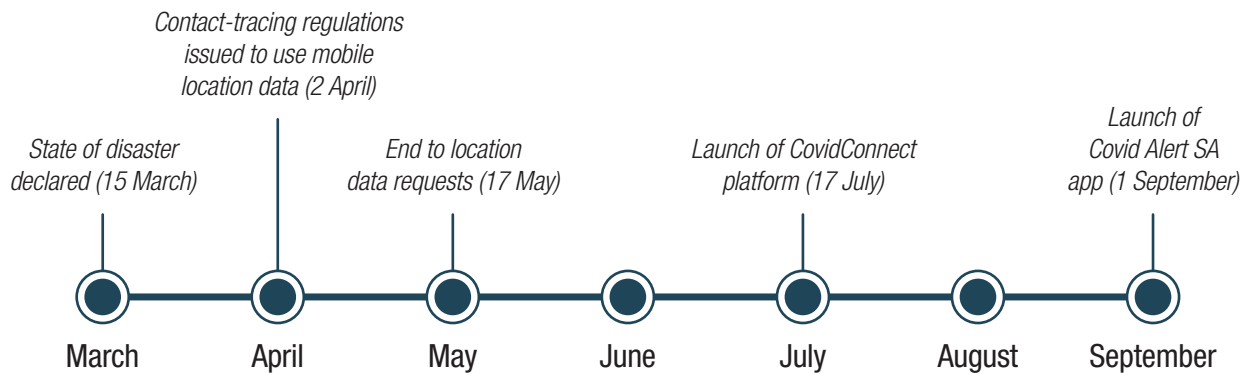 Contact-tracing regulations
issued to use mobile
location data (2 April)
State of disaster
declared (15 March)
End to location
data requests (17 May)
Launch of CovidConnect
platform (17 July)
Launch of
Covid Alert SA
app (1 September)
March
April
May
June
July
August
September